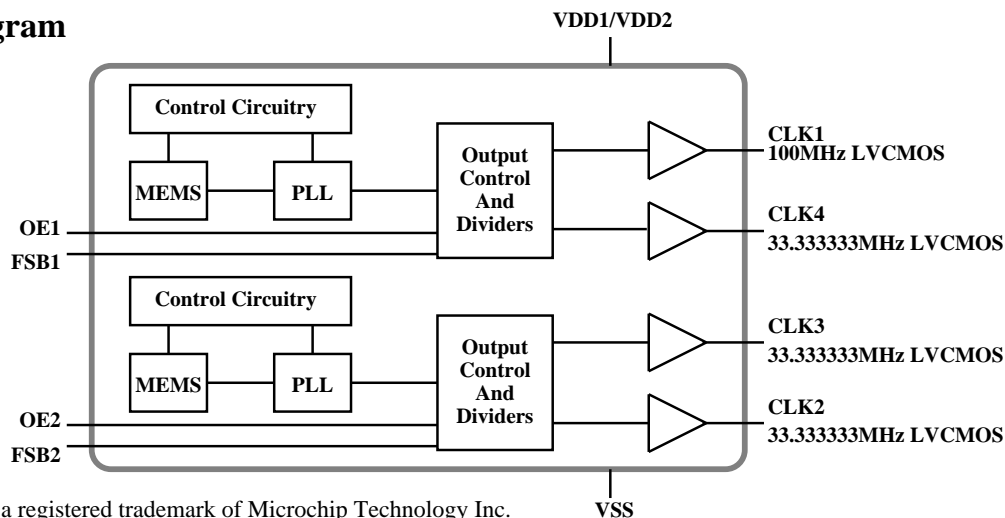 gram
VDD1/VDD2
Control Circuitry
MEMS
PLL
Output
Control
And
Dividers
CLK1
100MHz LVCMOS
CLK4
33.333333MHz LVCMOS
OE1
FSB1
Control Circuitry
MEMS
PLL
Output
Control
And
Dividers
CLK3
33.333333MHz LVCMOS
CLK2
33.333333MHz LVCMOS
OE2
FSB2
VSS
a registered trademark of Microchip Technology Inc.